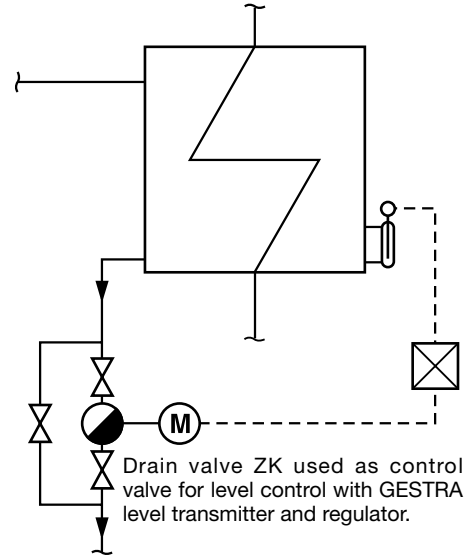 M
Drain valve ZK used as control
valve for level control with GESTRA
level transmitter and regulator.